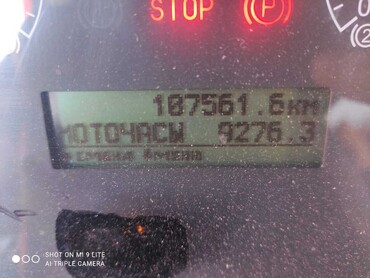 STOP P
107561.6км
МОТОЧАСЫ 9276.3
SHOT ON MI 9 LITE
AI TRIPLE CAMERA